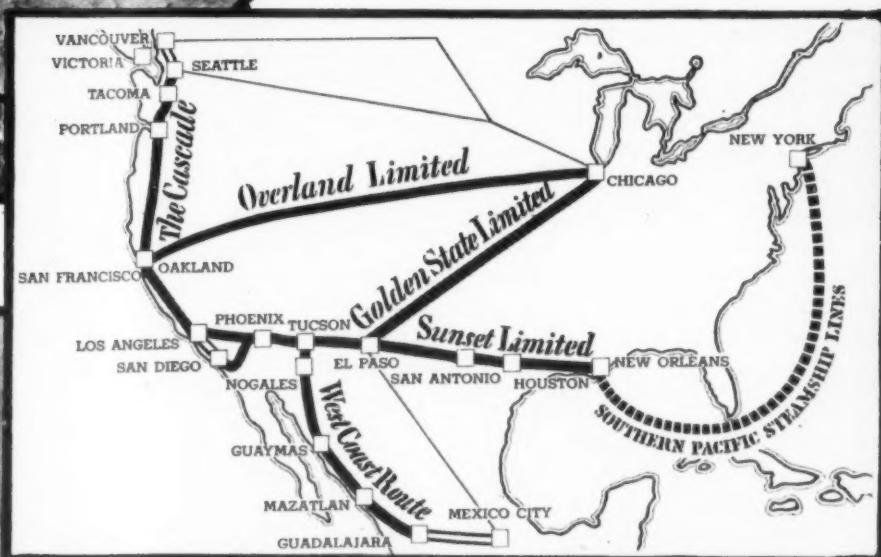 VANCOUVER
VICTORIA
SEATTLE
TACOMA
PORTLAND
The Cascade
NEW YORK
Overland Limited
CHICAGO
Golden State Limited
SAN FRANCISCO
OAKLAND
LOS ANGELES
PHOENIX
TUCSON
Sunset Limited
SAN DIEGO
EL PASO
SAN ANTONIO
NEW ORLEANS
NOGALES
HOUSTON
SOUTHERN PACIFIC STEAMSHIP LINES
West Coast Route
GUAYMAS
MAZATLAN
MEXICO CITY
GUADALAJARA